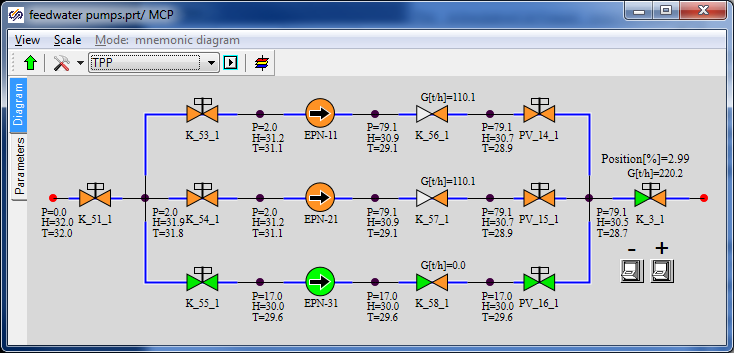 feedwater pumps.prt/ MCP
View Scale Mode: mnemonic diagram
TPP
Diagram
Parameters
G[t/h]=110.1
K_53_1
P=2.0
H=31.2
T=31.1
EPN-11
P=79.1
H=30.9
T=29.1
K_56_1
P=79.1
H=30.7
T=28.9
PV_14_1
Position[%]=2.99
G[t/h]=220.2
G[t/h]=110.1
P=0.0
H=32.0
T=32.0
K_51_1
P=2.0
H=31.9
T=31.8
K_54_1
P=2.0
H=31.2
T=31.1
EPN-21
P=79.1
H=30.9
T=29.1
K_57_1
P=79.1
H=30.7
T=28.9
PV_15_1
P=79.1
H=30.5
T=28.7
K_3_1
- +
G[t/h]=0.0
K_55_1
P=17.0
H=30.0
T=29.6
EPN-31
P=17.0
H=30.0
T=29.6
K_58_1
P=17.0
H=30.0
T=29.6
PV_16_1